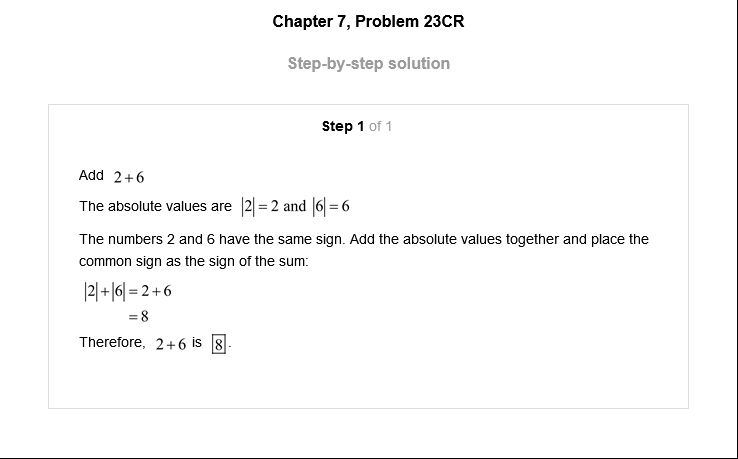 Chapter 7, Problem 23CR
Step-by-step solution
Step 1 of 1
Add 2+6
The absolute values are |2|=2 and |6|=6
The numbers 2 and 6 have the same sign. Add the absolute values together and place the
common sign as the sign of the sum:
|2|+|6|=2+6
=8
Therefore, 2+6 is 8.